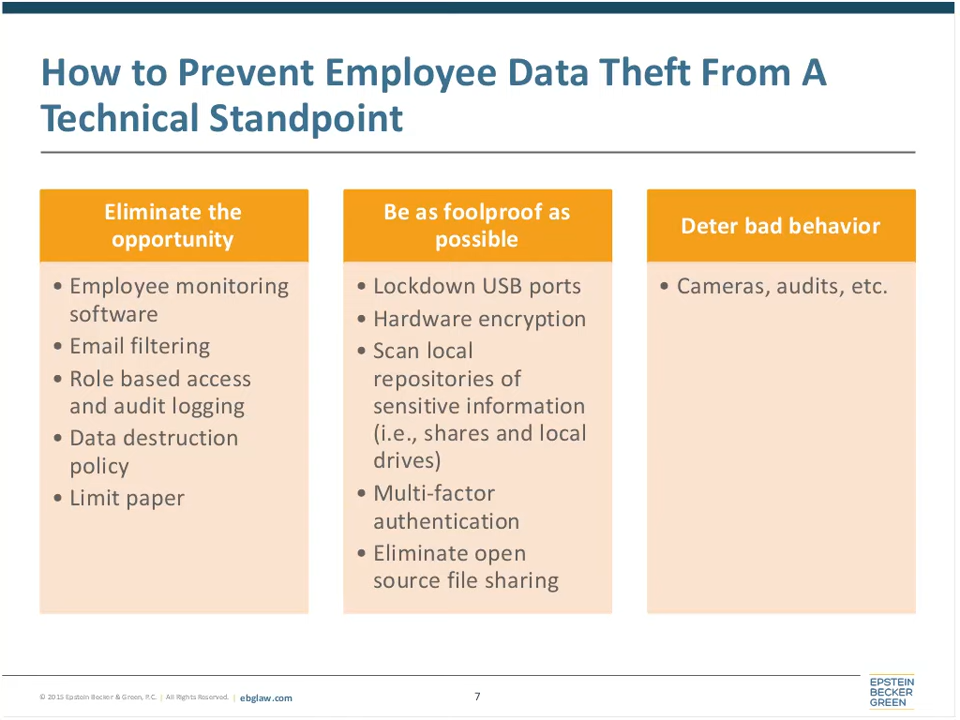 How to Prevent Employee Data Theft From A
Technical Standpoint
Eliminate the
opportunity
• Employee monitoring
software
• Email filtering
• Role based access
and audit logging
• Data destruction
policy
• Limit paper
Be as foolproof as
possible
• Lockdown USB ports
• Hardware encryption
• Scan local
repositories of
sensitive information
(i.e., shares and local
drives)
• Multi-factor
authentication
• Eliminate open
source file sharing
Deter bad behavior
• Cameras, audits, etc.
© 2015 Epstein Becker & Green, P.C. | All Rights Reserved. | ebglaw.com
7
EPSTEIN
BECKER
GREEN